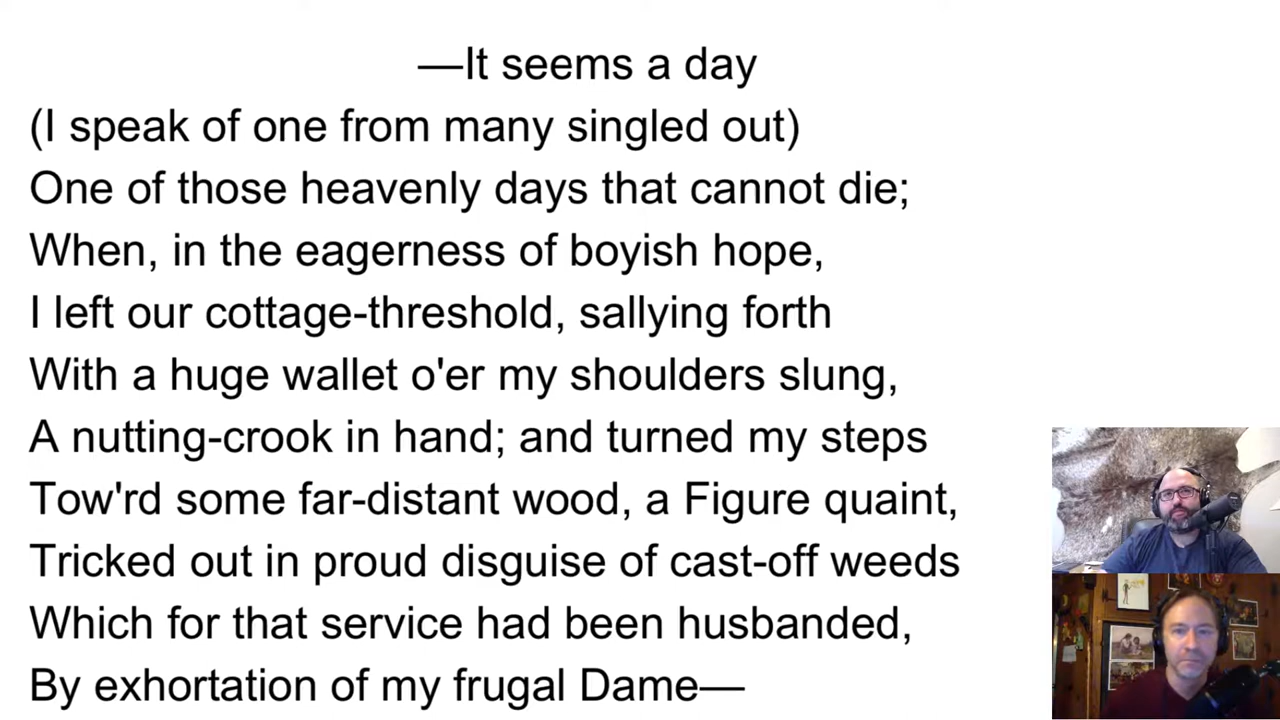 —It seems a day
(I speak of one from many singled out)
One of those heavenly days that cannot die;
When, in the eagerness of boyish hope,
I left our cottage-threshold, sallying forth
With a huge wallet o'er my shoulders slung,
A nutting-crook in hand; and turned my steps
Tow'rd some far-distant wood, a Figure quaint,
Tricked out in proud disguise of cast-off weeds
Which for that service had been husbanded,
By exhortation of my frugal Dame—